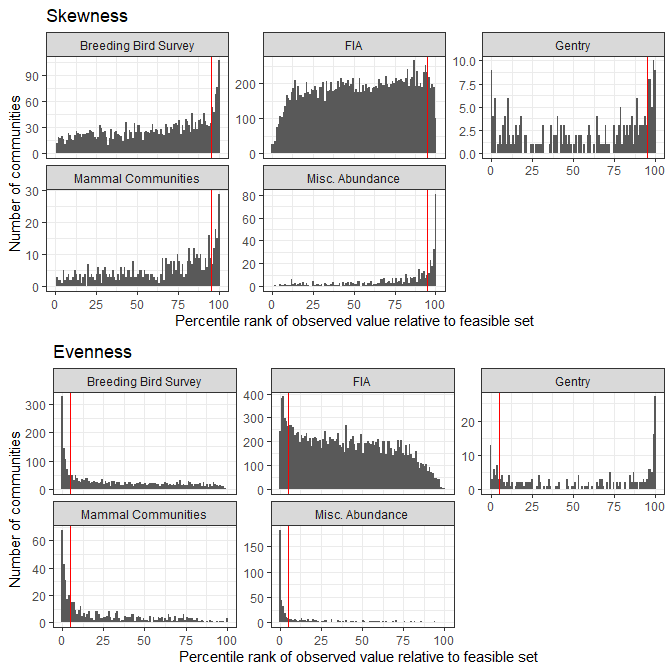 Skewness
Breeding Bird Survey FIA Gentry
Number of communities
90
60
30
0
200
100
0
10.0
7.5
5.0
2.5
0.0
0 25 50 75 100
Mammal Communities Misc. Abundance
30
20
10
0
80
60
40
20
0
0 25 50 75 100 0 25 50 75 100
Percentile rank of observed value relative to feasible set
Evenness
Breeding Bird Survey FIA Gentry
Number of communities
300
200
100
0
400
300
200
100
0
20
10
0
0 25 50 75 100
Mammal Communities Misc. Abundance
60
40
20
0
150
100
50
0
0 25 50 75 100 0 25 50 75 100
Percentile rank of observed value relative to feasible set